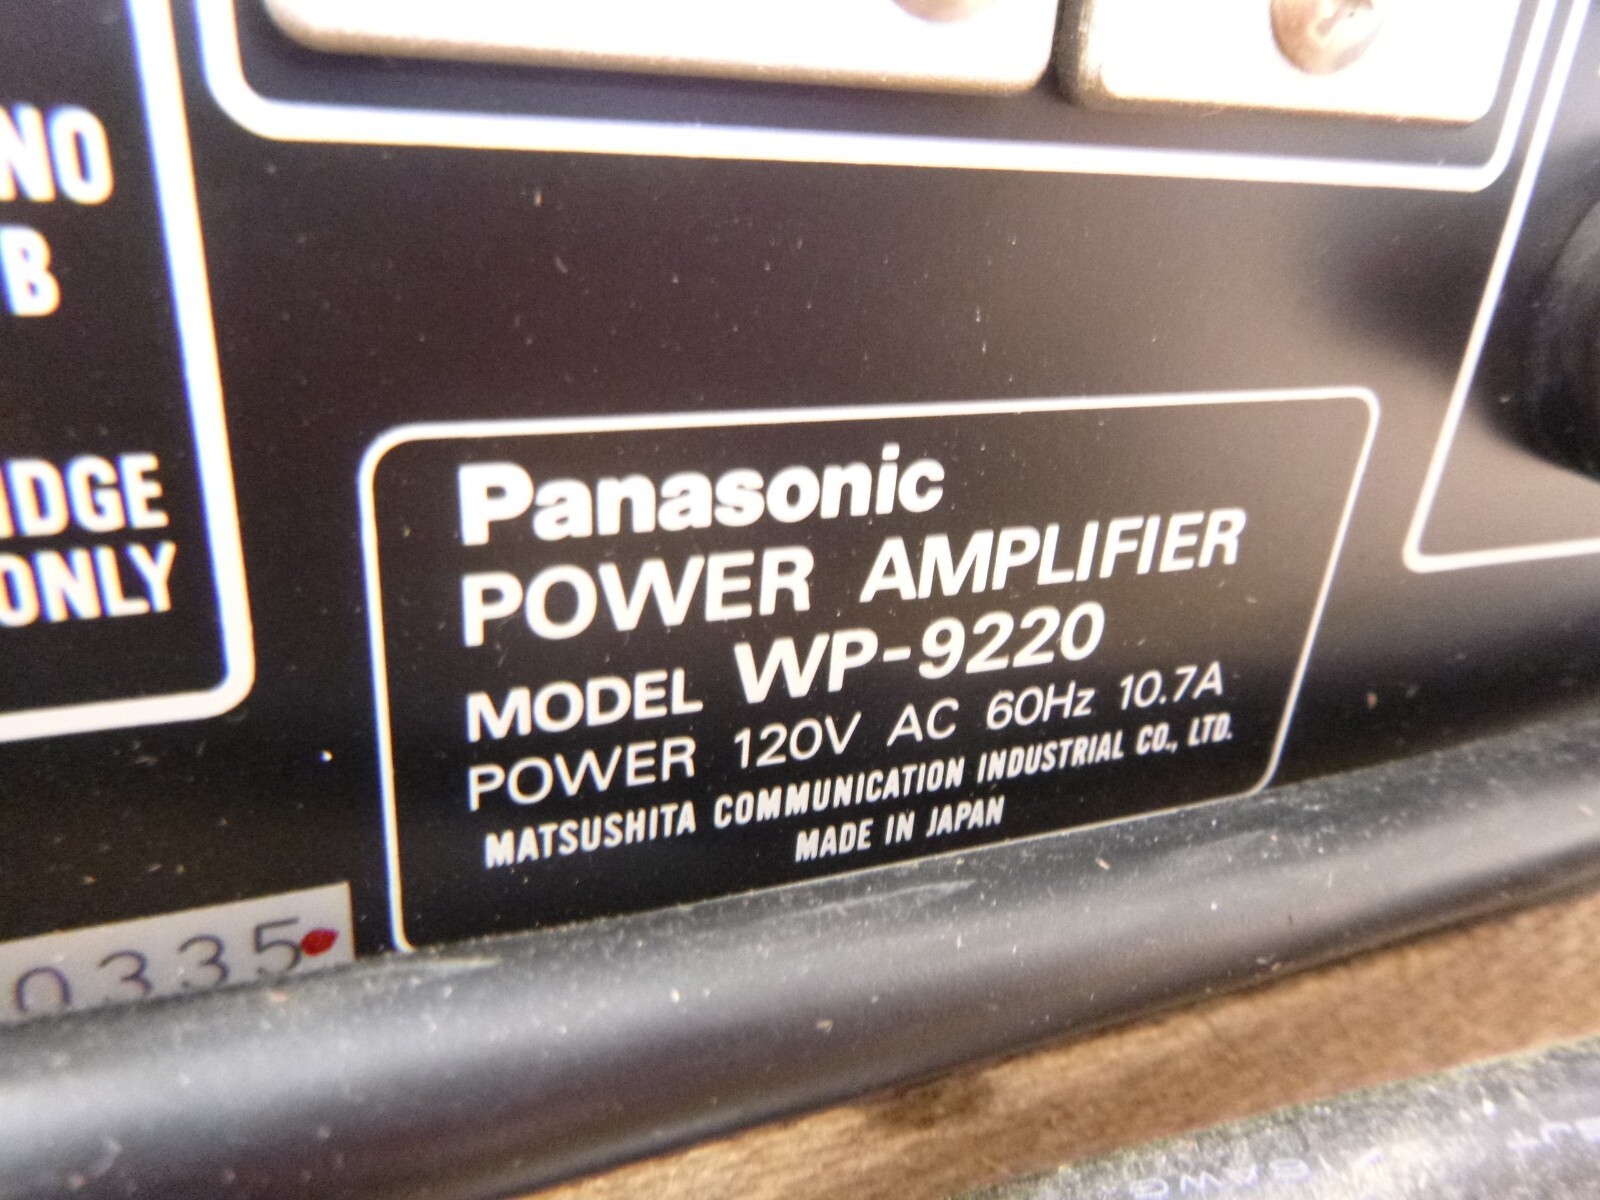 NO
B
IDGE
ONLY
Panasonic
POWER AMPLIFIER
MODEL WP-9220
POWER 120V AC 60Hz 10.7A
MATSUSHITA COMMUNICATION INDUSTRIAL CO., LTD.
MADE IN JAPAN
0335